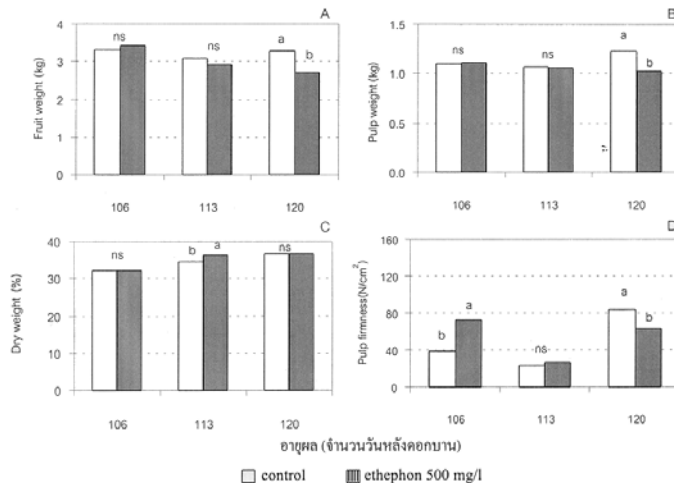 A
Fruit weight (kg)
4
3
2
1
0
ns
ns
a
b
106
113
120
B
Pulp weight (kg)
1.5
1.0
0.5
0.0
ns
ns
a
b
106
113
120
C
Dry weight (%)
40
30
20
10
0
ns
b
a
ns
106
113
120
D
Pulp firmness(N/cm²)
160
120
80
40
0
b
a
ns
a
b
106
113
120
อายุผล (จำนวนวันหลังดอกบาน)
control
ethephon 500 mg/l